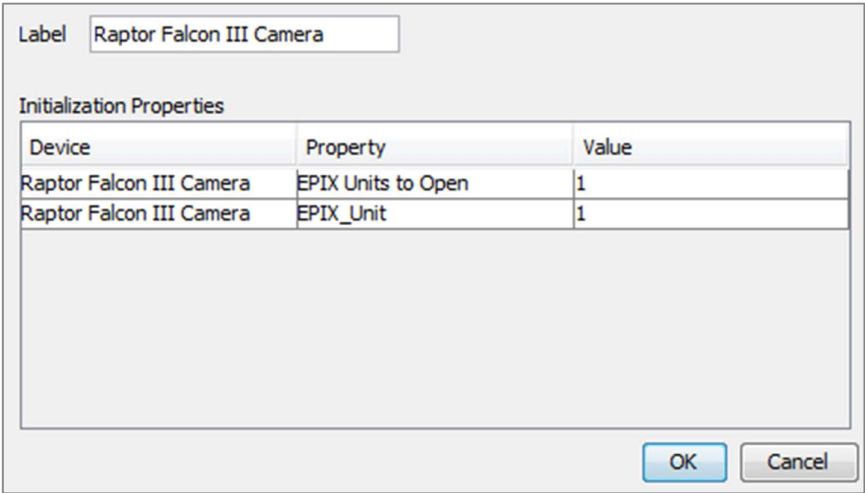 Label Raptor Falcon III Camera
Initialization Properties
Device Property Value
Raptor Falcon III Camera EPIX Units to Open 1
Raptor Falcon III Camera EPIX_Unit 1
OK Cancel